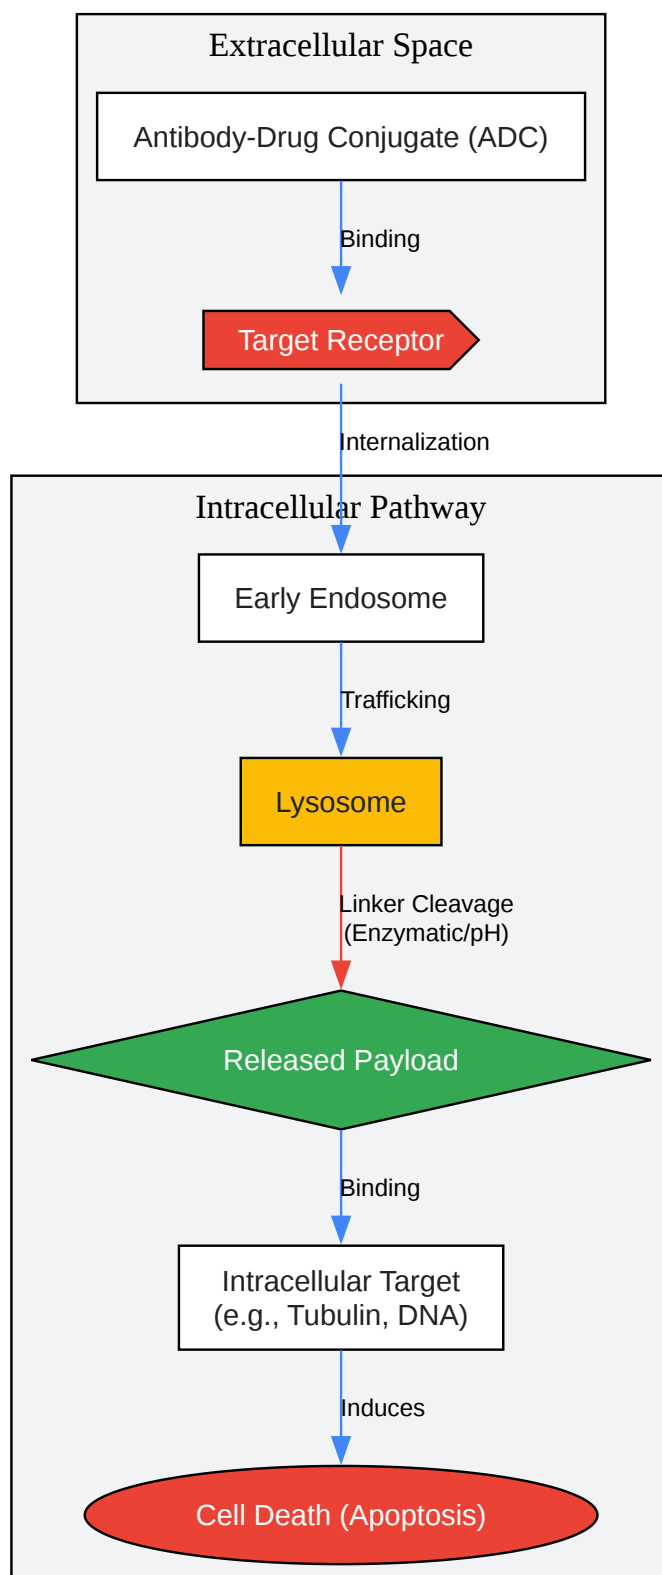 Extracellular Space
Antibody-Drug Conjugate (ADC)
Binding
Target Receptor
Internalization
Intracellular Pathway
Early Endosome
Trafficking
Lysosome
Linker Cleavage
(Enzymatic/pH)
Released Payload
Binding
Intracellular Target
(e.g., Tubulin, DNA)
Induces
Cell Death (Apoptosis)